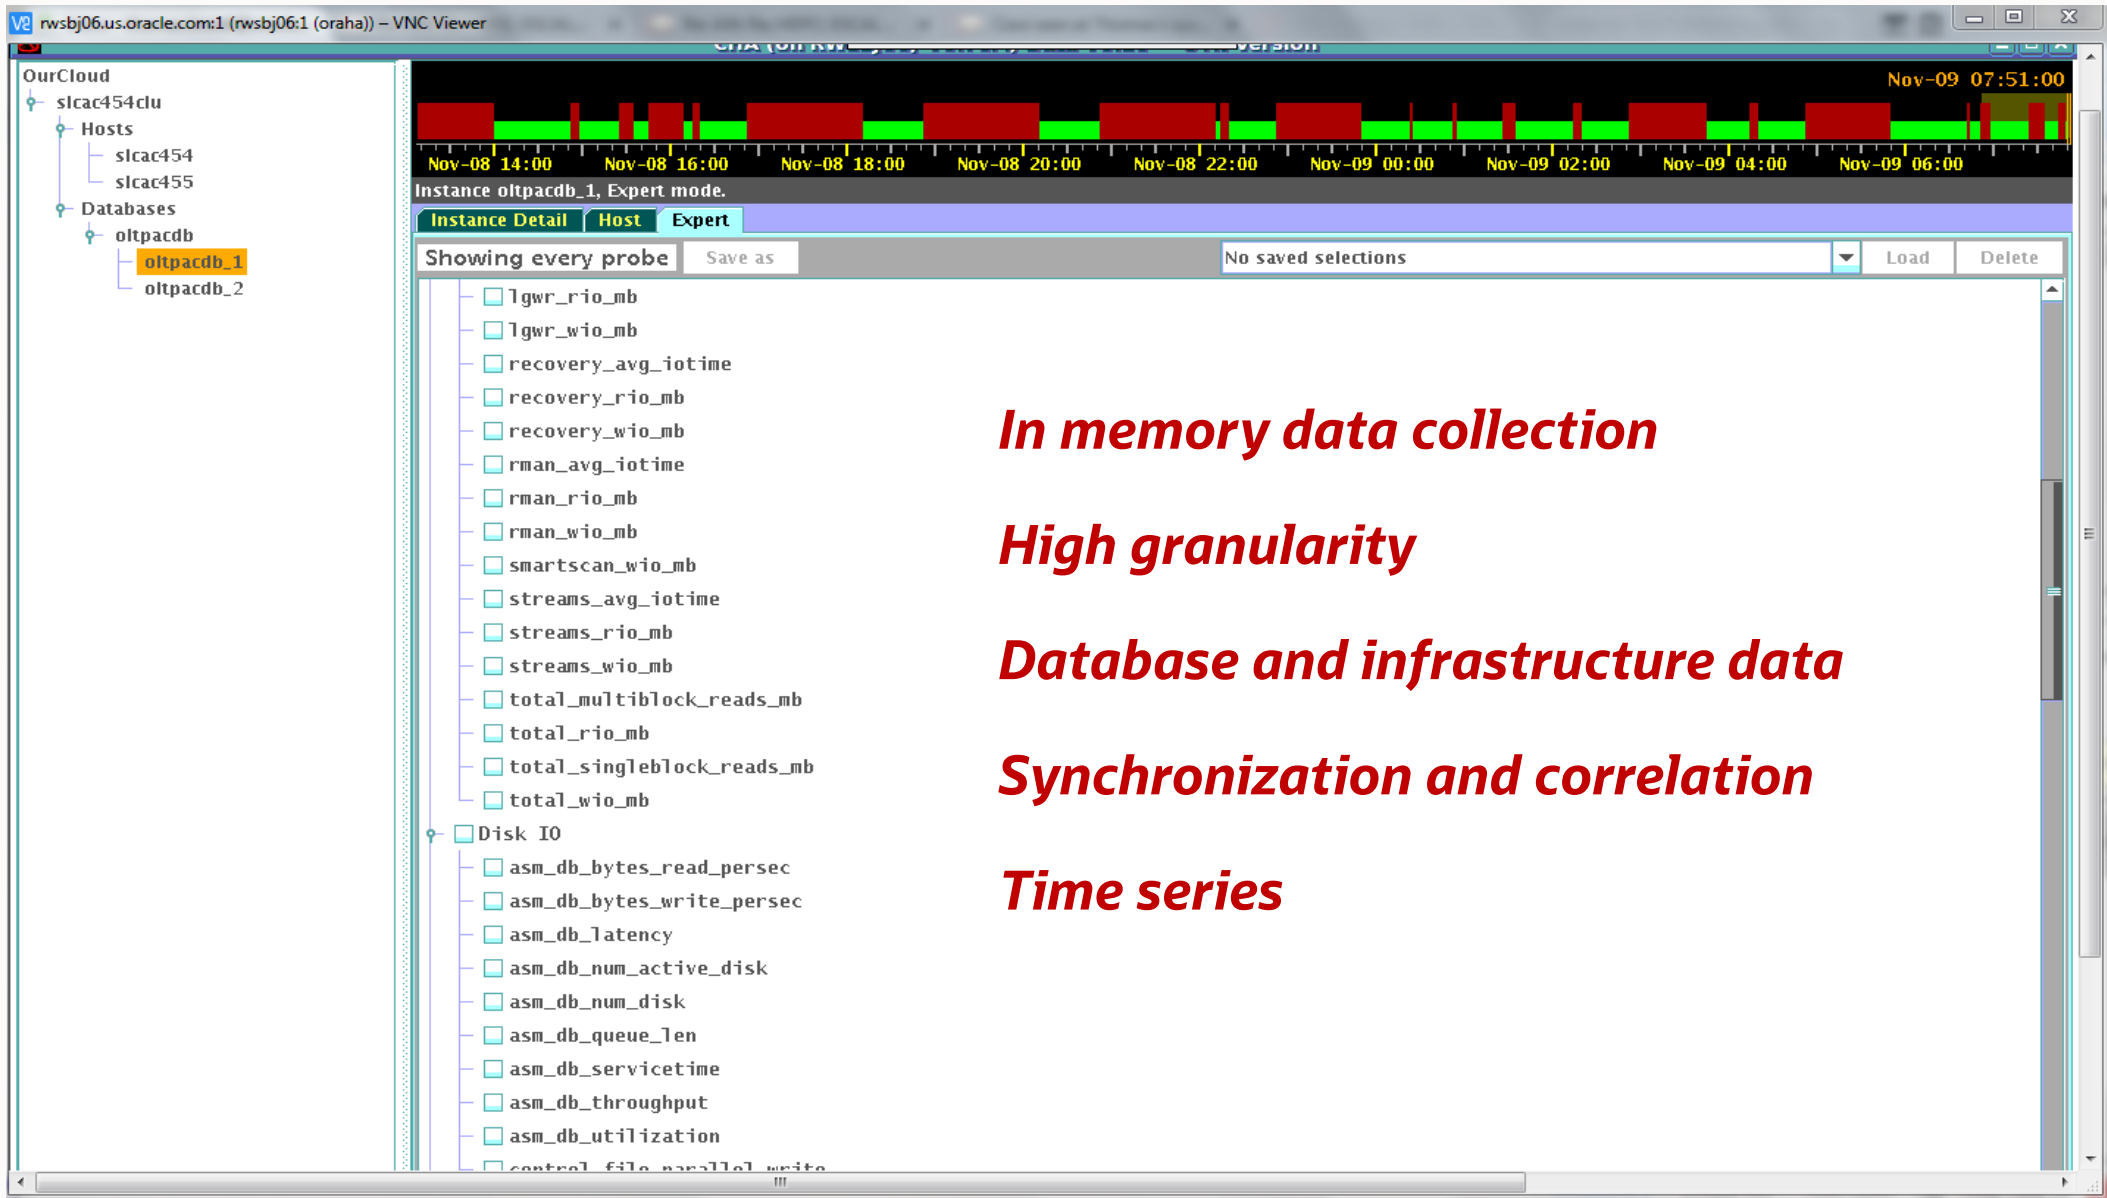 rwsbj06.us.oracle.com:1 (rwsbj06:1 (oraha)) – VNC Viewer
OurCloud
slcac454clu
Hosts
slcac454
slcac455
Databases
oltpacdb
oltpacdb_1
oltpacdb_2
Nov-09 07:51:00
Nov-08 14:00 Nov-08 16:00 Nov-08 18:00 Nov-08 20:00 Nov-08 22:00 Nov-09 00:00 Nov-09 02:00 Nov-09 04:00 Nov-09 06:00
Instance oltpacdb_1, Expert mode.
Instance Detail Host Expert
Showing every probe Save as No saved selections Load Delete
lgwr_rio_mb
lgwr_wio_mb
recovery_avg_iotime
recovery_rio_mb
recovery_wio_mb
rman_avg_iotime
rman_rio_mb
rman_wio_mb
smartscan_wio_mb
streams_avg_iotime
streams_rio_mb
streams_wio_mb
total_multiblock_reads_mb
total_rio_mb
total_singleblock_reads_mb
total_wio_mb
Disk IO
asm_db_bytes_read_persec
asm_db_bytes_write_persec
asm_db_latency
asm_db_num_active_disk
asm_db_num_disk
asm_db_queue_len
asm_db_servicetime
asm_db_throughput
asm_db_utilization
control_file_parallel_write
In memory data collection
High granularity
Database and infrastructure data
Synchronization and correlation
Time series